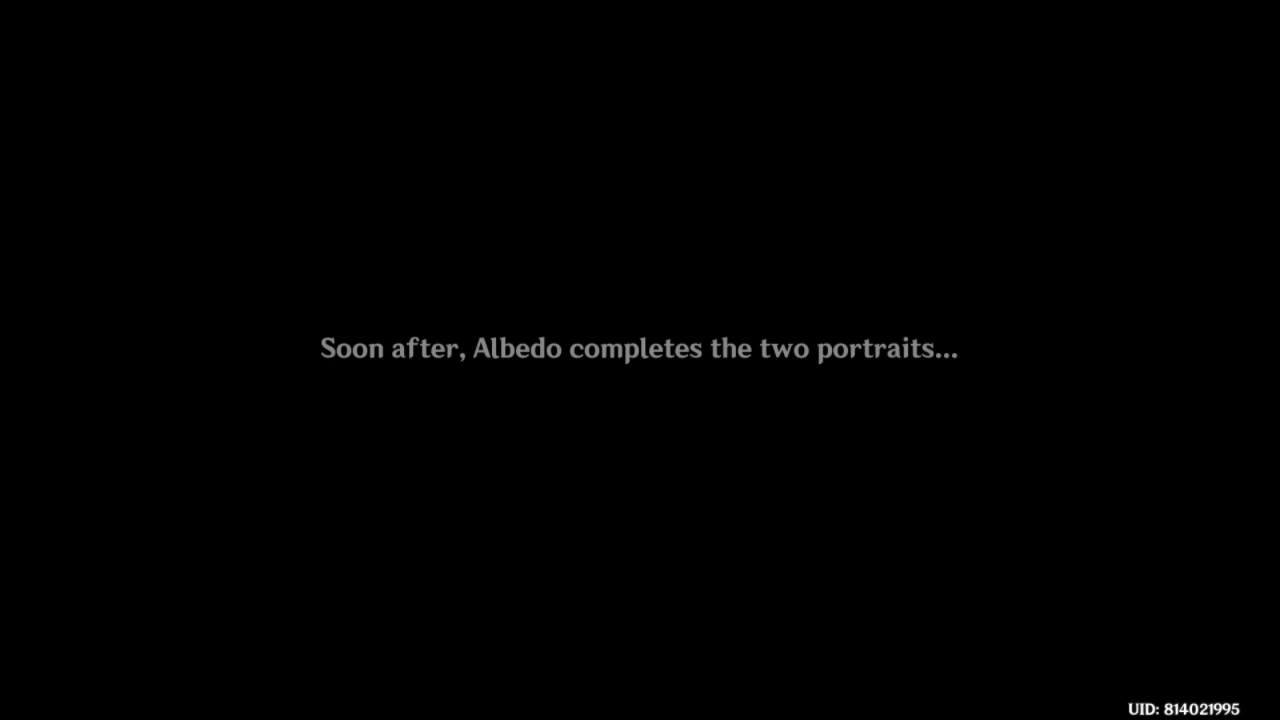 Soon after, Albedo completes the two portraits...
UID: 814021995